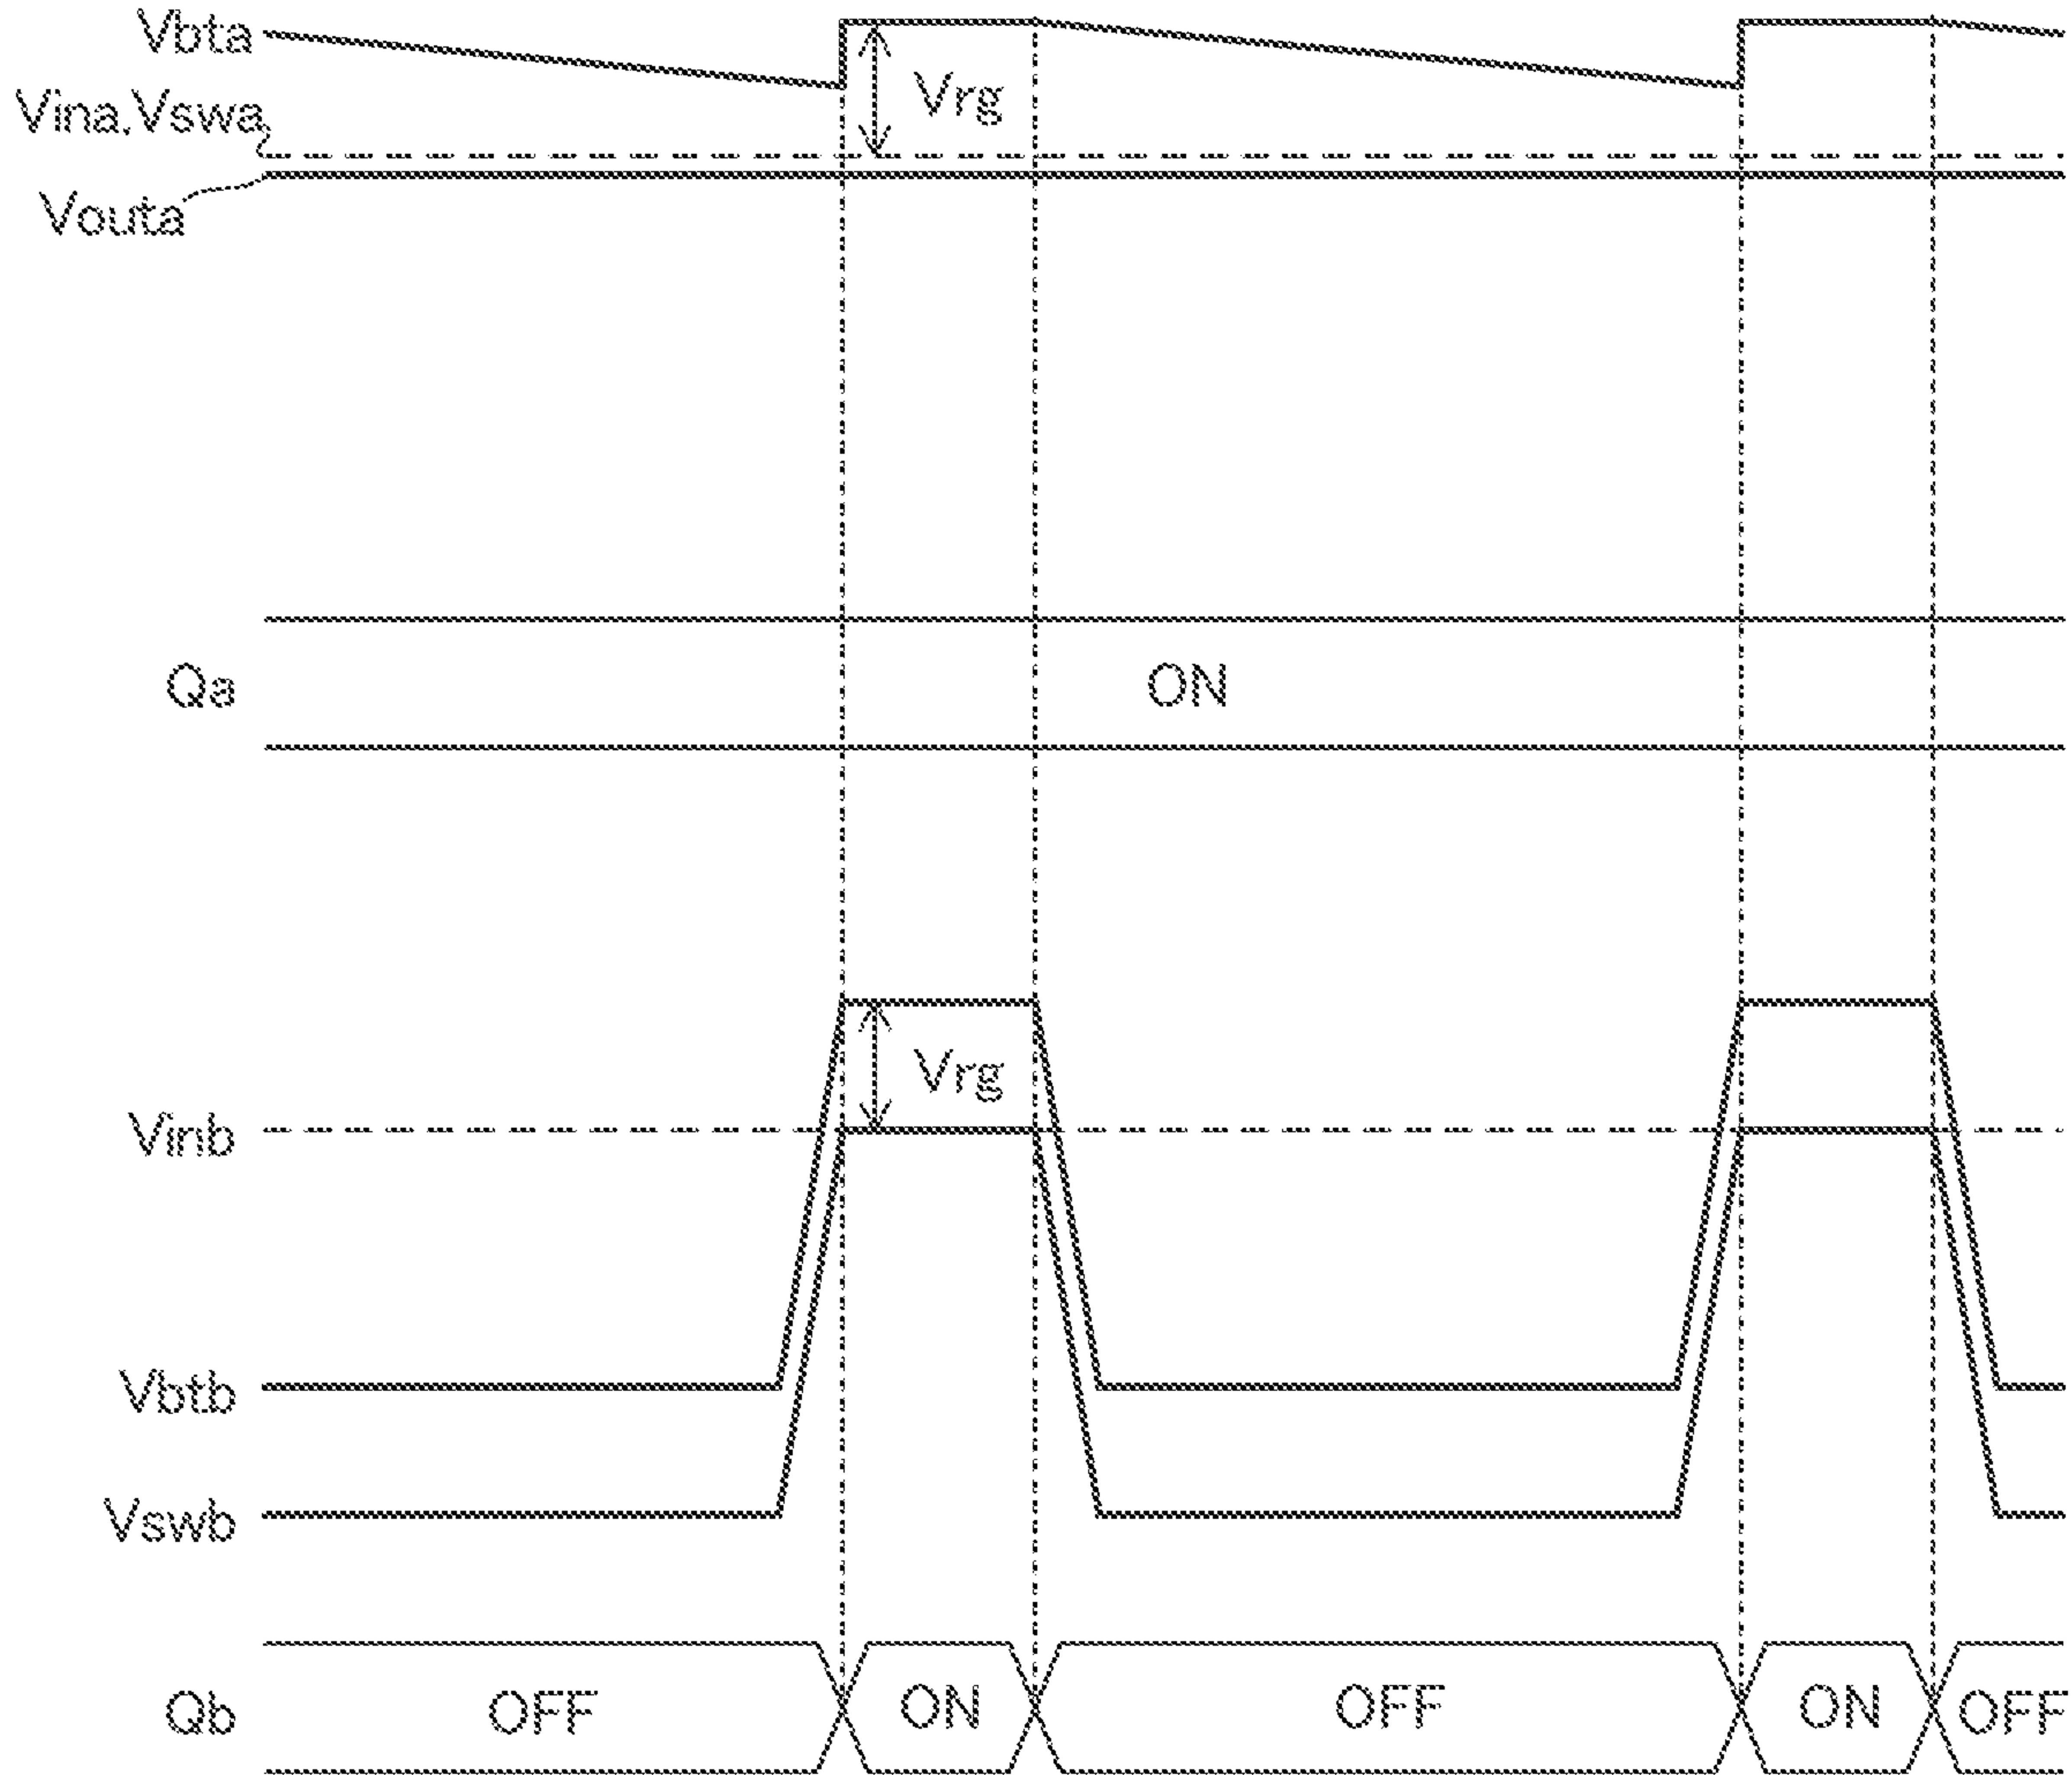 Vbta
Vrg
Vina.Vswa
Vouta
Qa
ON
Vrg
Vinb
Vbtb
Vswb
Qb
OFF
ON
OFF
ON
OFF